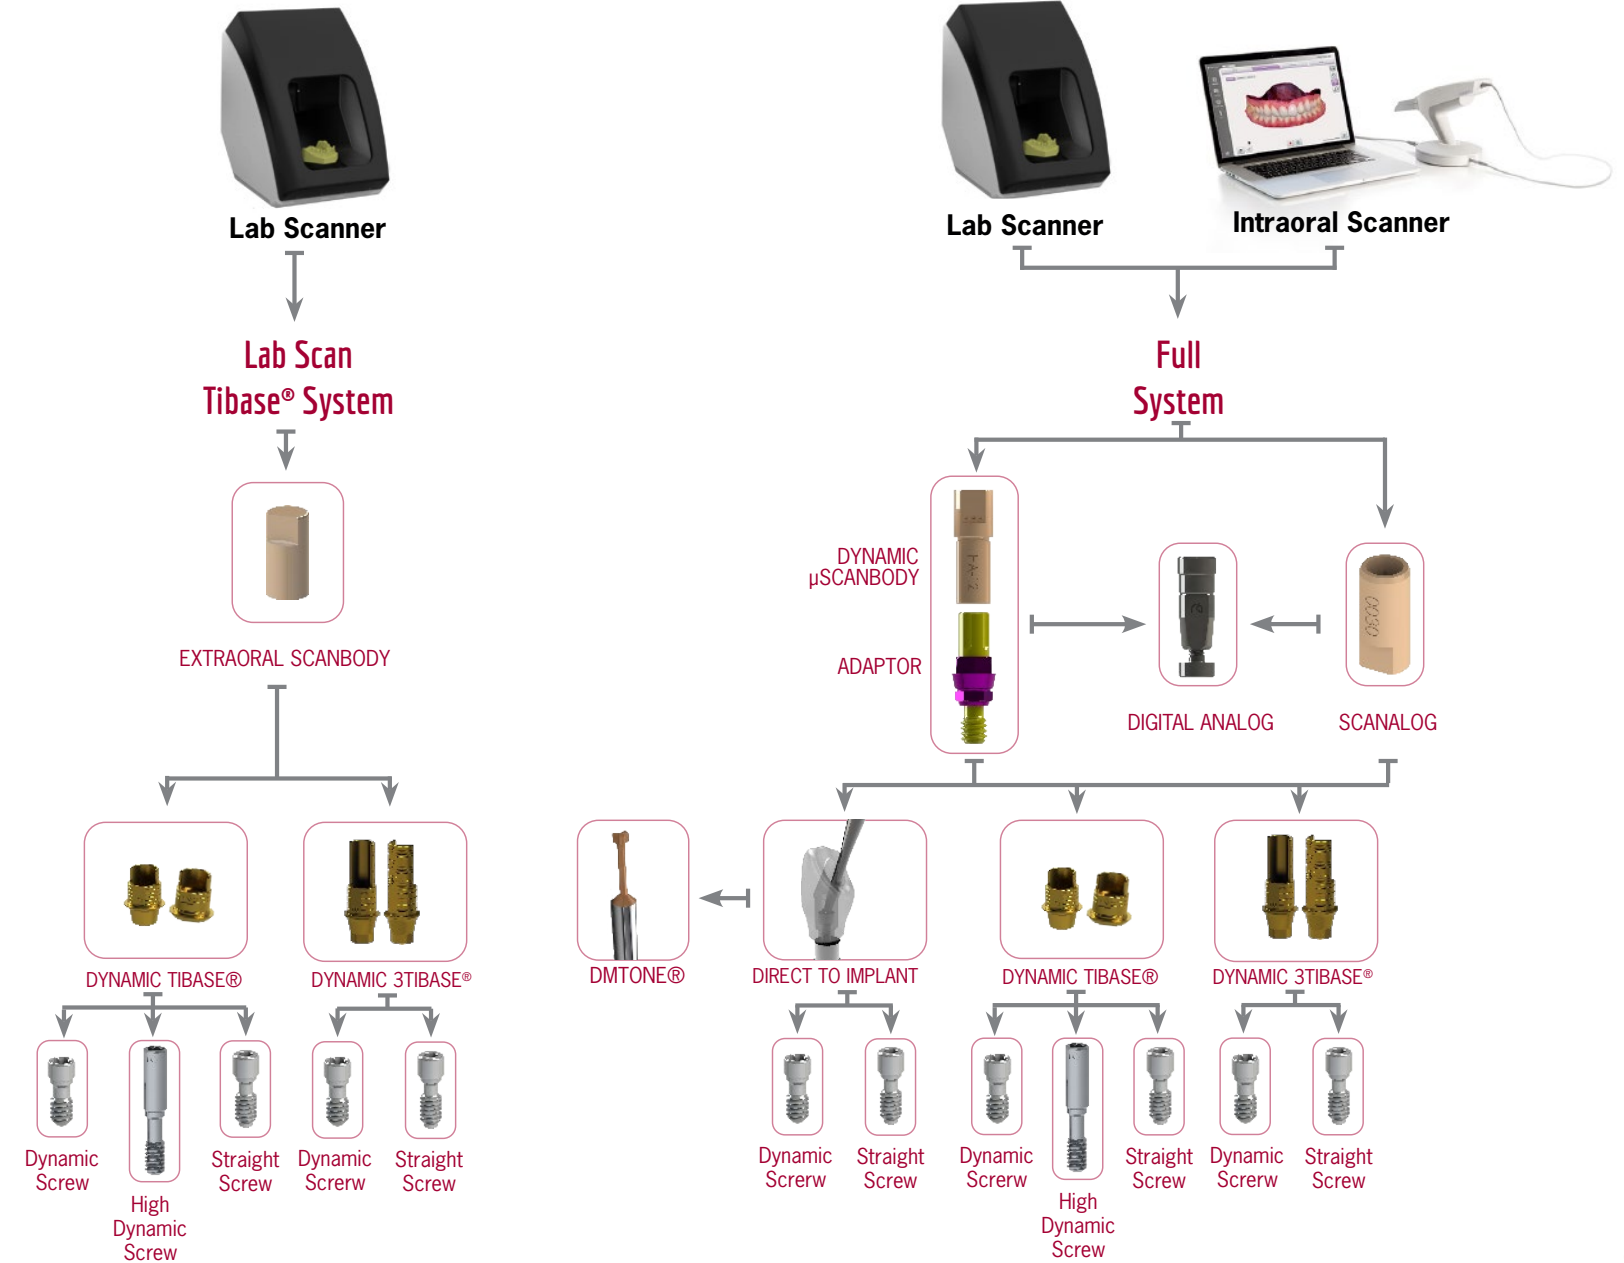 Lab Scanner
Lab Scanner
Intraoral Scanner
Lab Scan
Tibase® System
Full
System
DYNAMIC
µSCANBODY
ADAPTOR
0030
EXTRAORAL SCANBODY
DIGITAL ANALOG
SCANALOG
DYNAMIC TIBASE®
DYNAMIC 3TIBASE®
DMTONE®
DIRECT TO IMPLANT
DYNAMIC TIBASE®
DYNAMIC 3TIBASE®
Dynamic
Screw
High
Dynamic
Screw
Straight
Screw
Dynamic
Screrw
Straight
Screw
Dynamic
Screrw
Straight
Screw
Dynamic
Screrw
High
Dynamic
Screw
Straight
Screw
Dynamic
Screrw
Straight
Screw